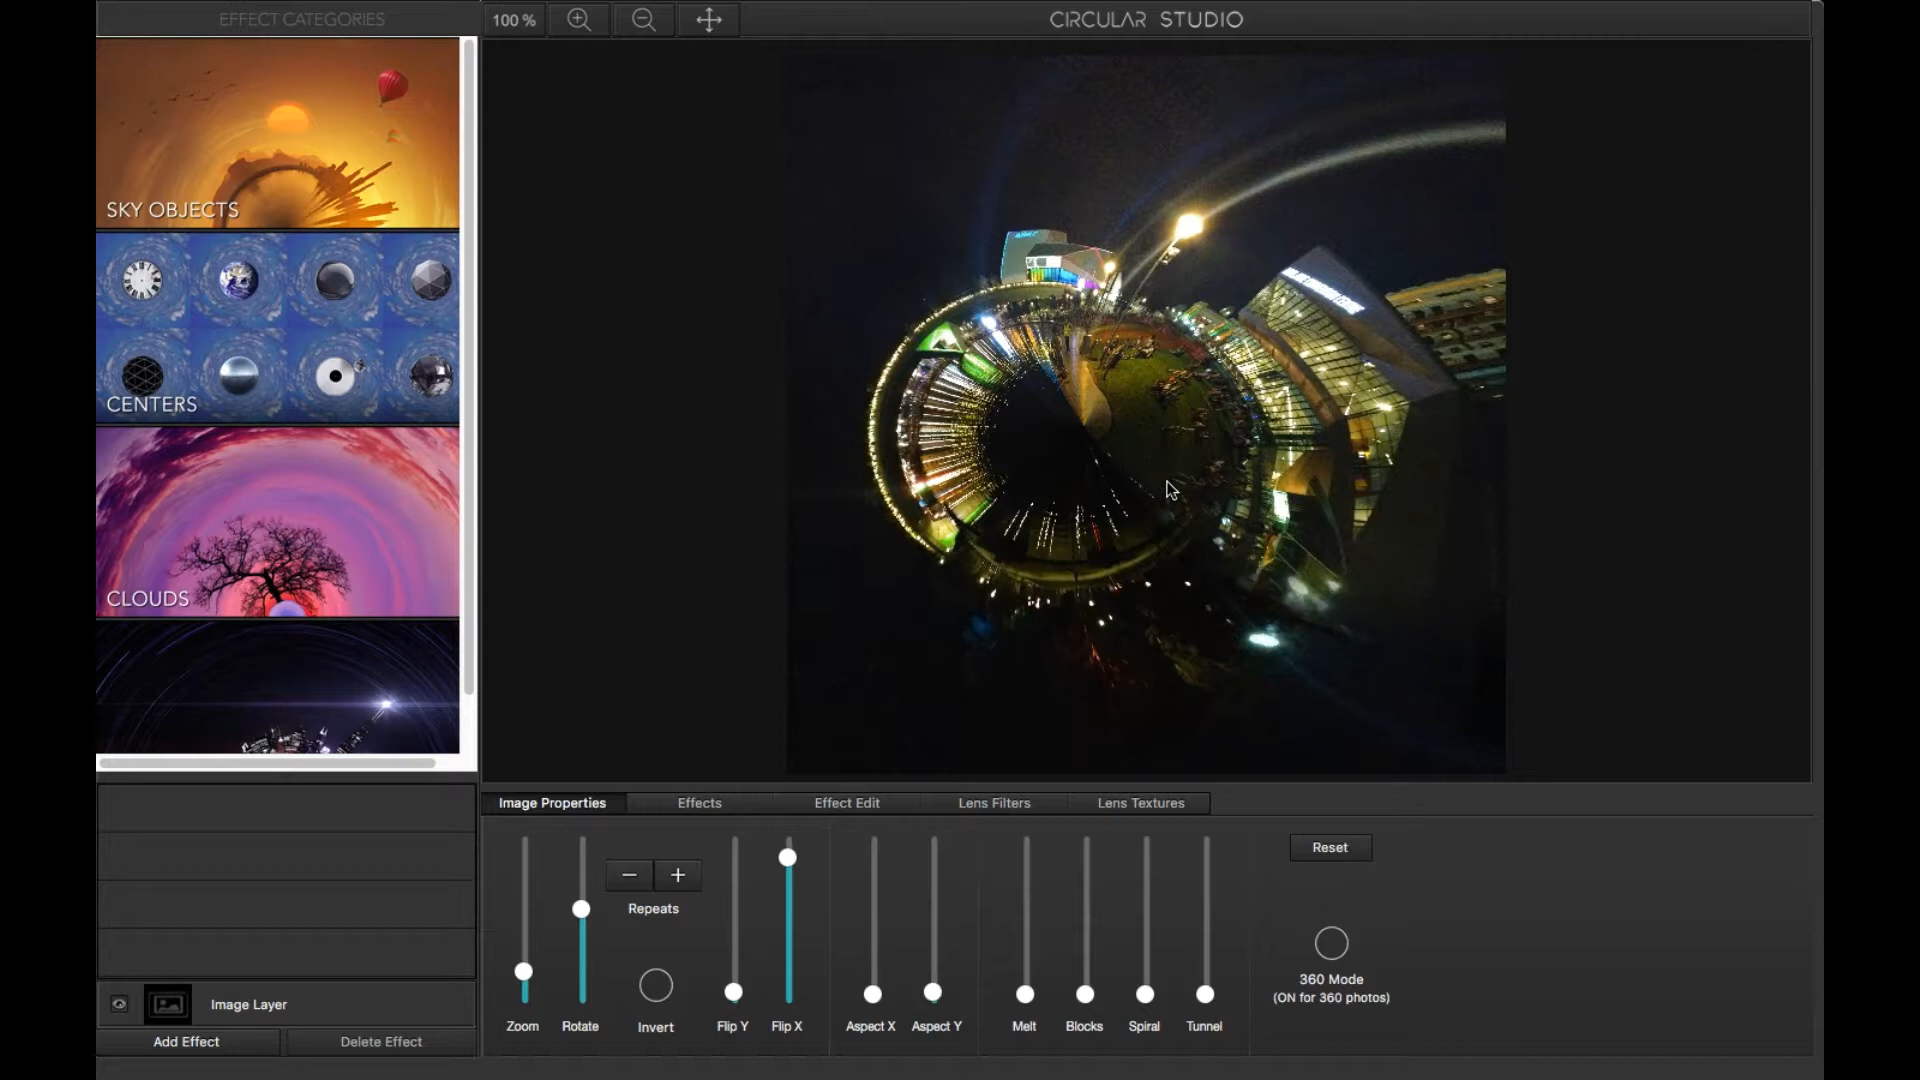 EFFECT CATEGORIES
100 %
CIRCULAR STUDIO
SKY OBJECTS
CENTERS
CLOUDS
Image Properties
Effects
Effect Edit
Lens Filters
Lens Textures
Reset
− +
Repeats
360 Mode
(ON for 360 photos)
Image Layer
Zoom
Rotate
Invert
Flip Y
Flip X
Aspect X
Aspect Y
Melt
Blocks
Spiral
Tunnel
Add Effect
Delete Effect